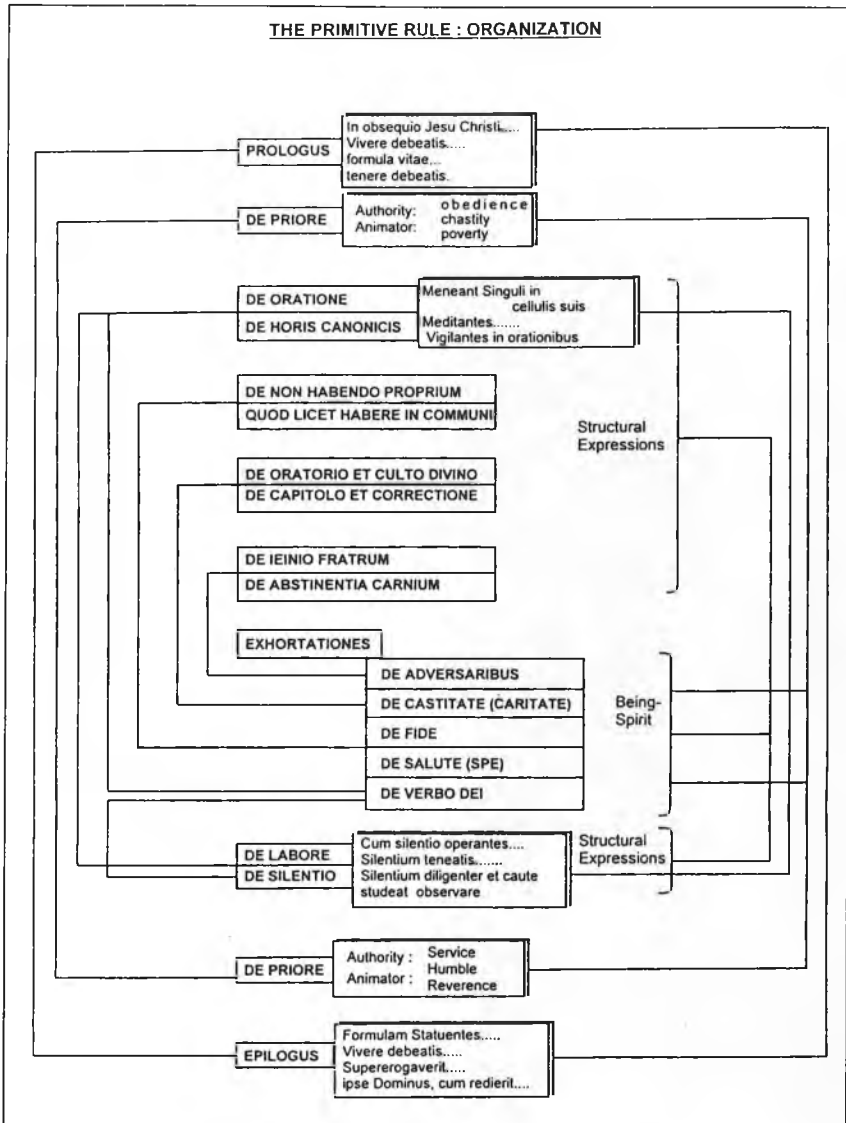 THE PRIMITIVE RULE : ORGANIZATION
PROLOGUS
In obsequio Jesu Christi.....
Vivere debeatis.....
formula vitae...
tenere debeatis.
DE PRIORE
Authority: obedience
chastity
Animator: poverty
DE ORATIONE
DE HORIS CANONICIS
Meneant Singuli in
cellulis suis
Meditantes.......
Vigilantes in orationibus
DE NON HABENDO PROPRIUM
QUOD LICET HABERE IN COMMUNI
Structural
Expressions
DE ORATORIO ET CULTO DIVINO
DE CAPITOLO ET CORRECTIONE
DE IEINIO FRATRUM
DE ABSTINENTIA CARNIUM
EXHORTATIONES
DE ADVERSARIBUS
DE CASTITATE (CARITATE)
DE FIDE
DE SALUTE (SPE)
DE VERBO DEI
Being-
Spirit
DE LABORE
DE SILENTIO
Cum silentio operantes....
Silentium teneatis.......
Silentium diligenter et caute
studeat observare
Structural
Expressions
DE PRIORE
Authority : Service
Humble
Animator : Reverence
EPILOGUS
Formulam Statuentes.....
Vivere debeatis.....
Supererogaverit.....
ipse Dominus, cum redierit....